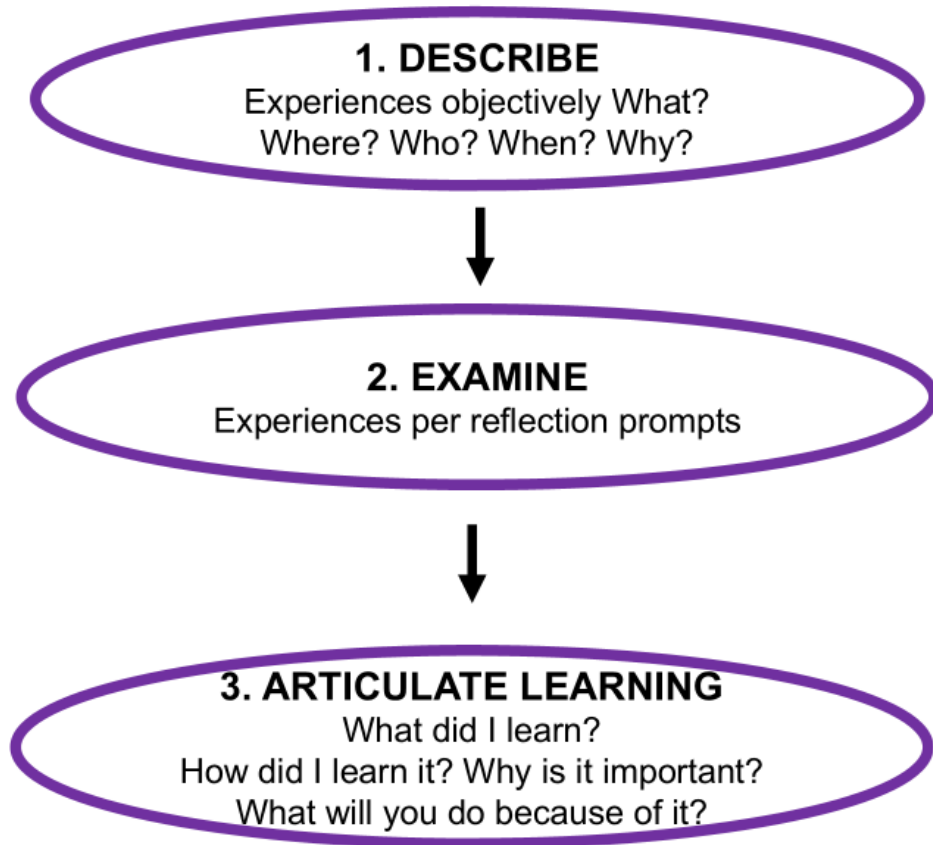 1. DESCRIBE
Experiences objectively What?
Where? Who? When? Why?
2. EXAMINE
Experiences per reflection prompts
3. ARTICULATE LEARNING
What did I learn?
How did I learn it? Why is it important?
What will you do because of it?